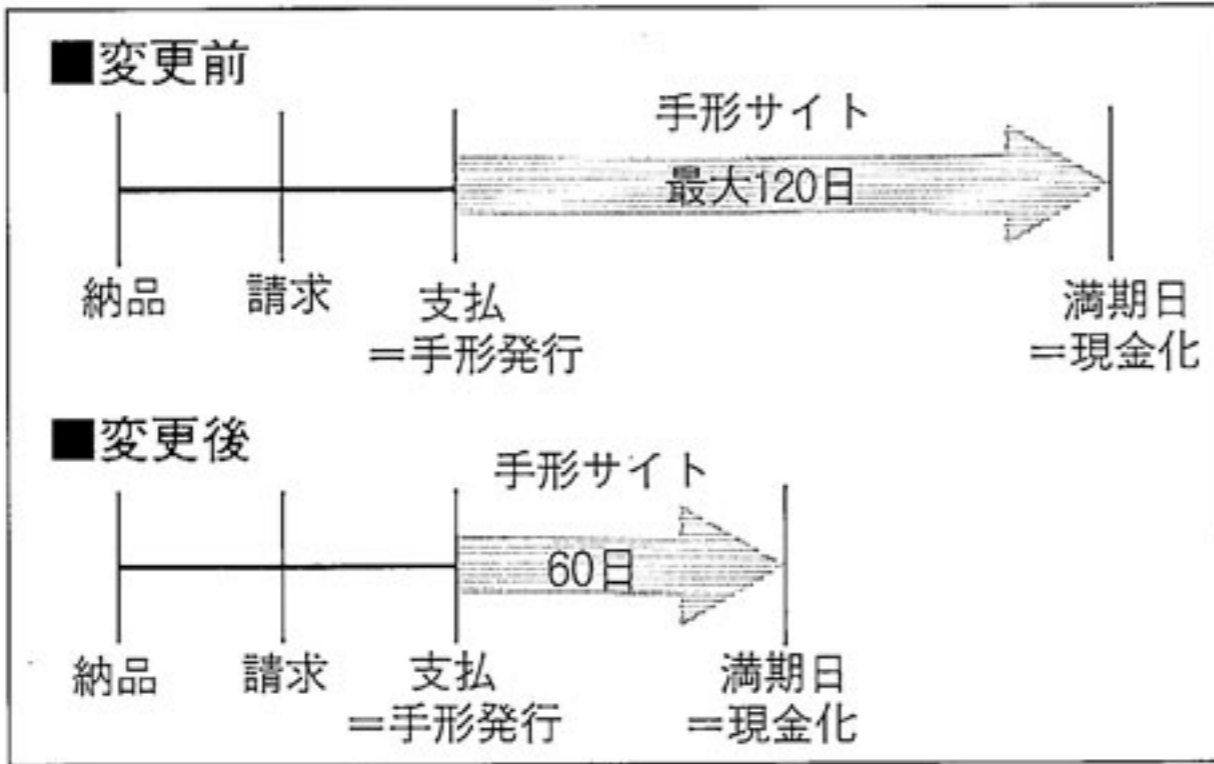 ■変更前
手形サイト
最大120日
納品
請求
支払
＝手形発行
満期日
＝現金化
■変更後
手形サイト
60日
納品
請求
支払
＝手形発行
満期日
＝現金化